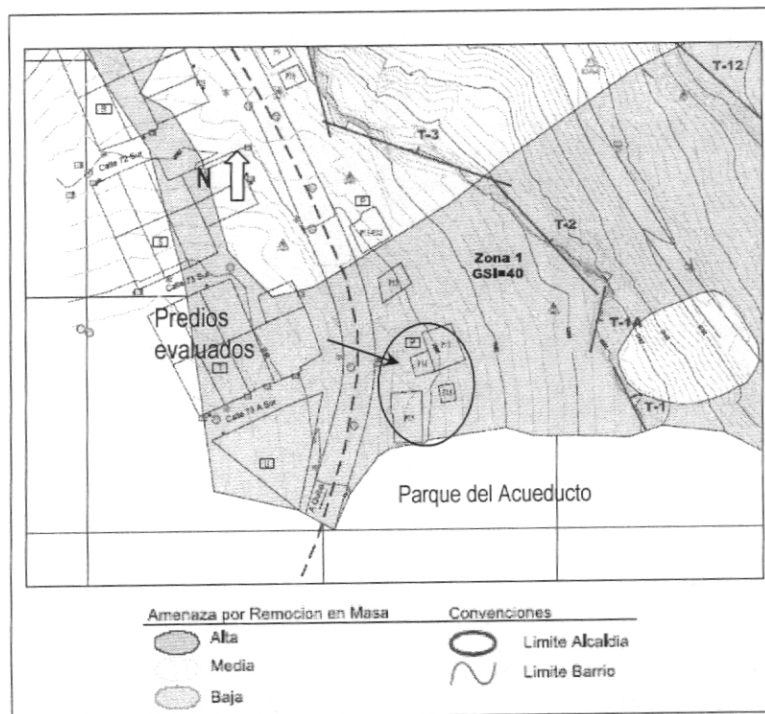 T-12
T-3
Calle 72 Sur
N
T-2
Zona 1
GSI=40
Calle 73 Sur
Predios
evaluados
T-1A
T-1
Calle 73 A Sur
Parque del Acueducto
Amenaza por Remocion en Masa
Convenciones
Alta
Limite Alcaldia
Media
Limite Barrio
Baja